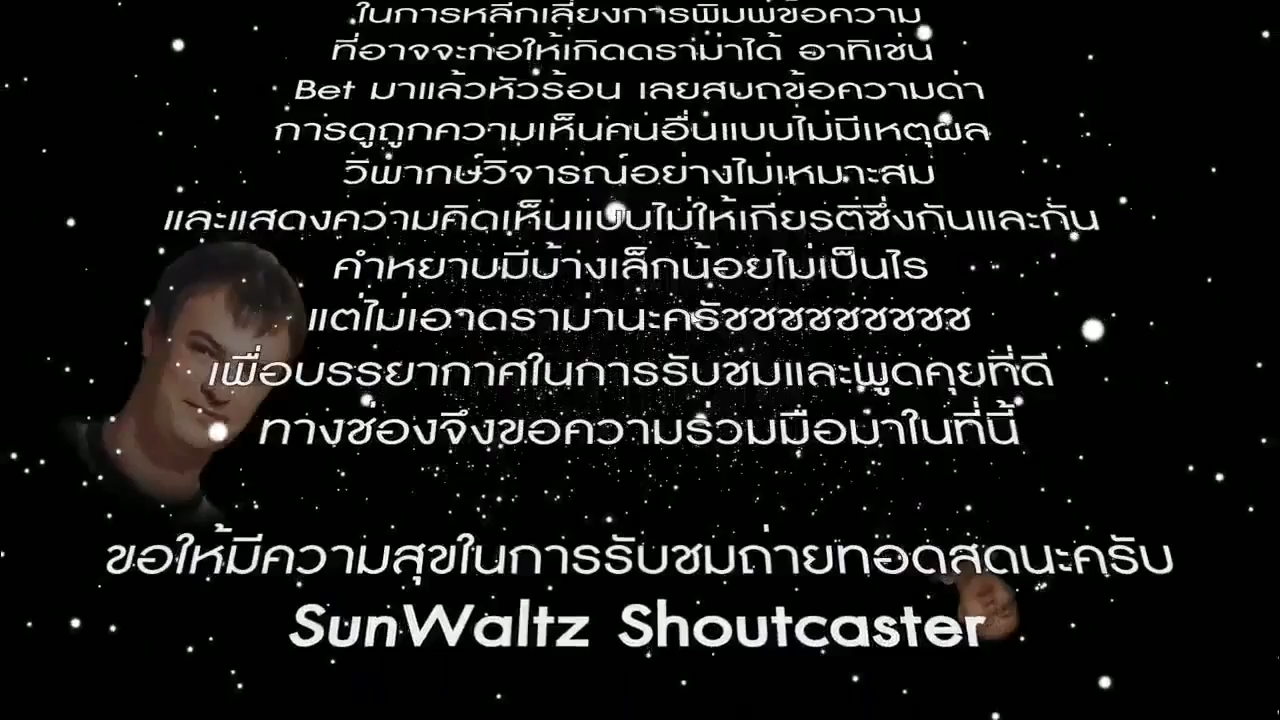 ในการหลีกเลี่ยงการพิมพ์ข้อความ
ที่อาจจะก่อให้เกิดดราม่าได้ อาทิเช่น
Bet มาแล้วหัวร้อน เลยสบถข้อความด่า
การดูถูกความเห็นคนอื่นแบบไม่มีเหตุผล
วิพากษ์วิจารณ์อย่างไม่เหมาะสม
และแสดงความคิดเห็นแบบไม่ให้เกียรติซึ่งกันและกัน
คำหยาบมีบ้างเล็กน้อยไม่เป็นไร
แต่ไม่เอาดราม่านะครัชชชชชชชชชช
เพื่อบรรยากาศในการรับชมและพูดคุยที่ดี
ทางช่องจึงขอความร่วมมือมาในที่นี้
ขอให้มีความสุขในการรับชมถ่ายทอดสดนะครับ
SunWaltz Shoutcaster